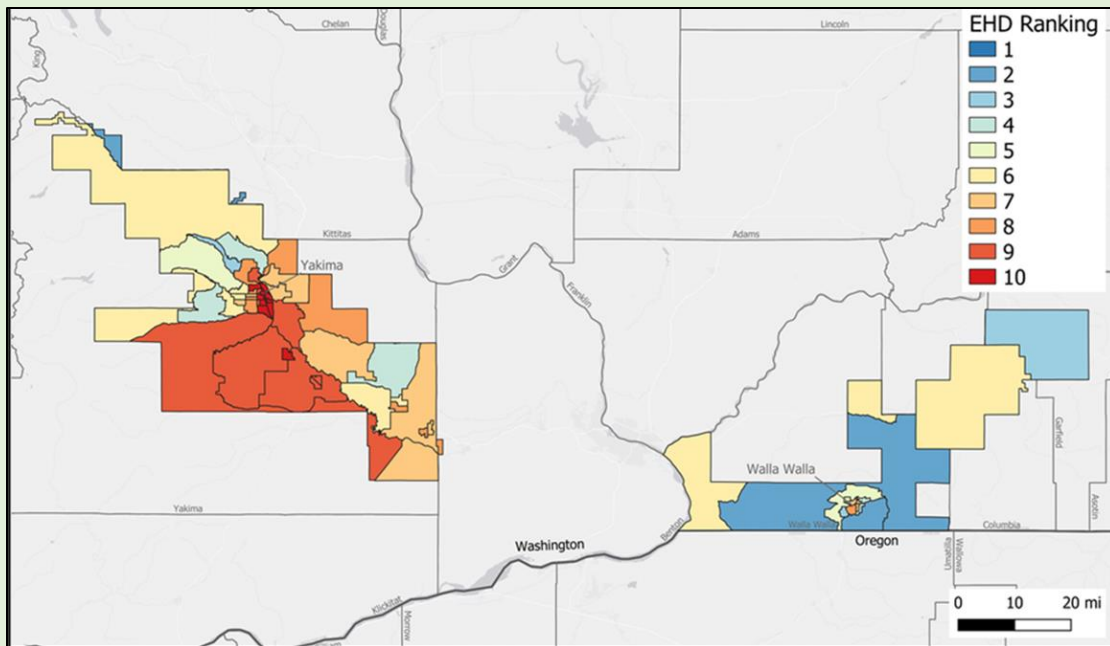 Chelan
Douglas
Lincoln
King
EHD Ranking
1
2
3
4
5
6
7
8
9
10
Kittitas
Adams
Yakima
Grant
Franklin
Garfield
Asotin
Walla Walla
Yakima
Benton
Walla Walla
Columbia
Washington
Oregon
Umatilla
Wallowa
Klickitat
Morrow
0 10 20 mi